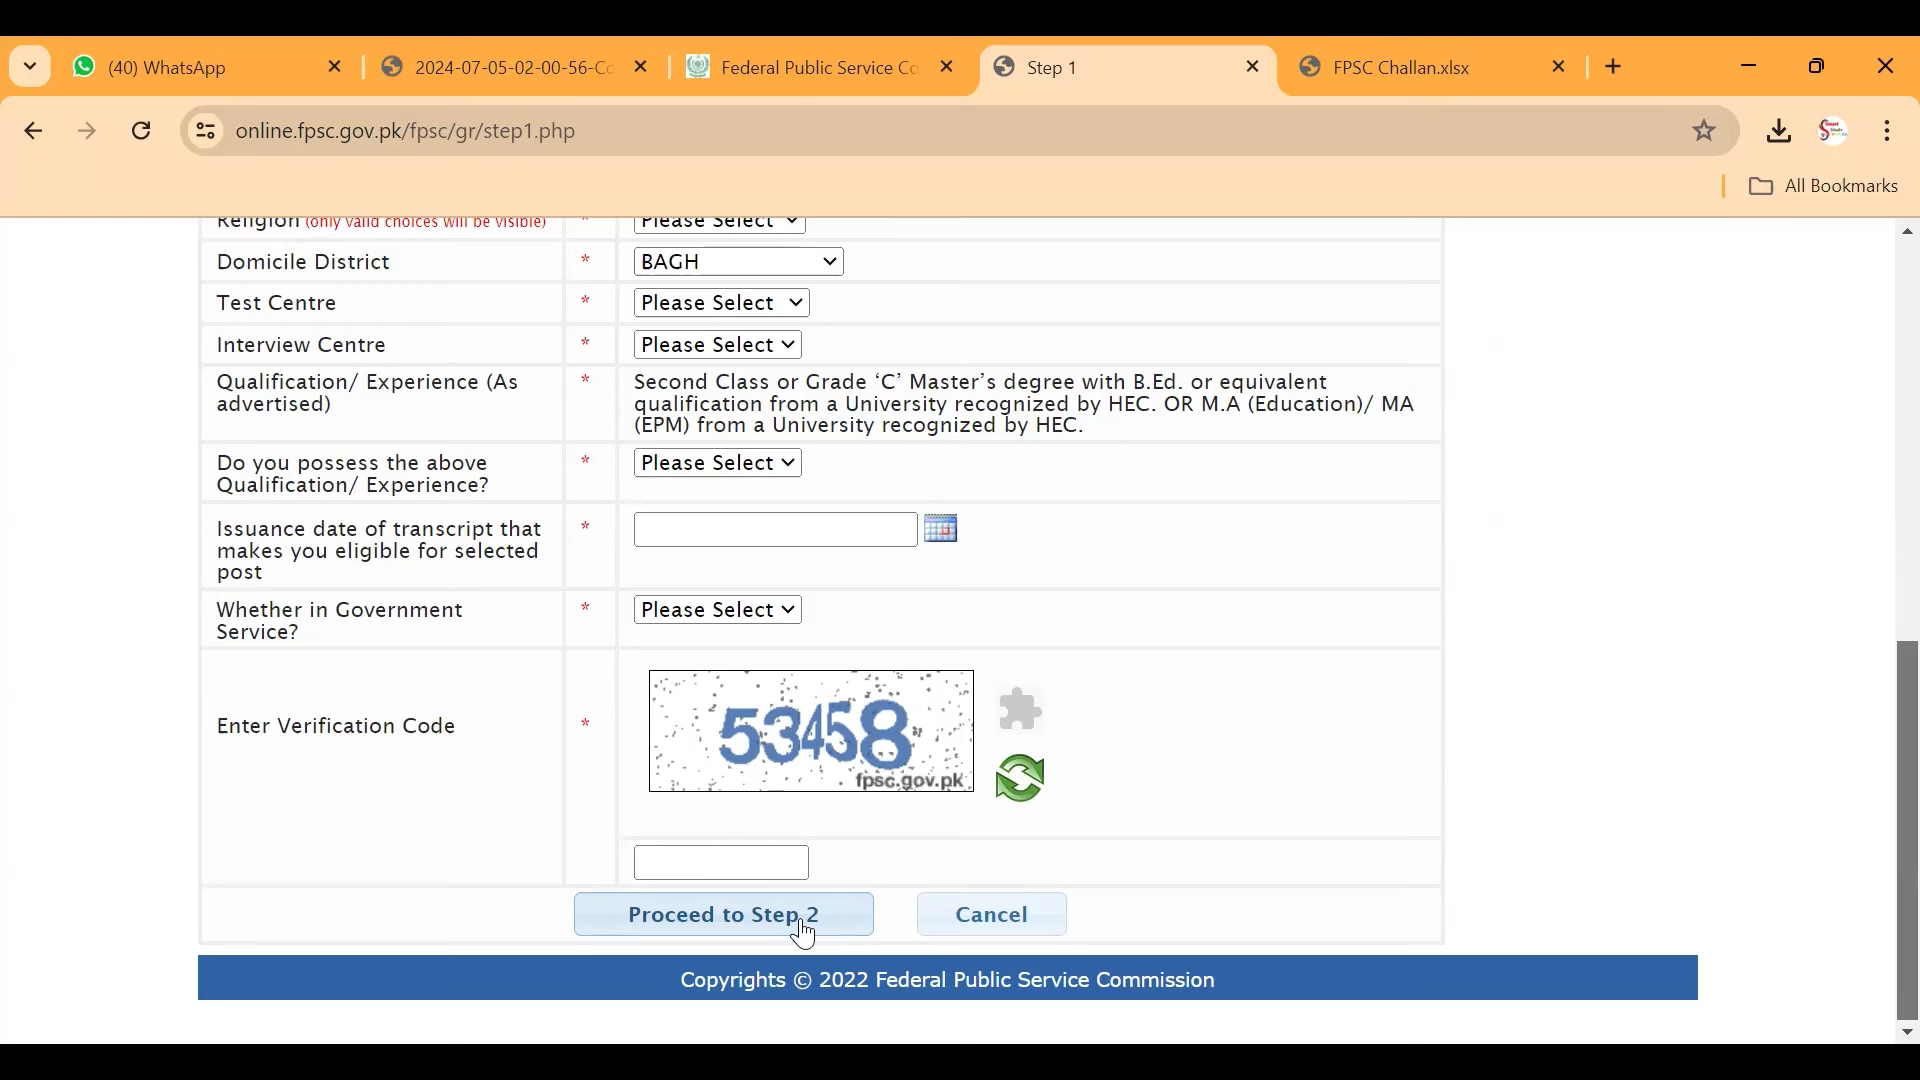 (40) WhatsApp
2024-07-05-02-00-56-Co
Federal Public Service Co
Step 1
FPSC Challan.xlsx
online.fpsc.gov.pk/fpsc/gr/step1.php
All Bookmarks
Religion (only valid choices will be visible) * Please Select
Domicile District * BAGH
Test Centre * Please Select
Interview Centre * Please Select
Qualification/ Experience (As
advertised)
*
Second Class or Grade ‘C’ Master’s degree with B.Ed. or equivalent
qualification from a University recognized by HEC. OR M.A (Education)/ MA
(EPM) from a University recognized by HEC.
Do you possess the above
Qualification/ Experience?
* Please Select
Issuance date of transcript that
makes you eligible for selected
post
*
Whether in Government
Service?
* Please Select
Enter Verification Code *
53458
fpsc.gov.pk
Proceed to Step 2
Cancel
Copyrights © 2022 Federal Public Service Commission